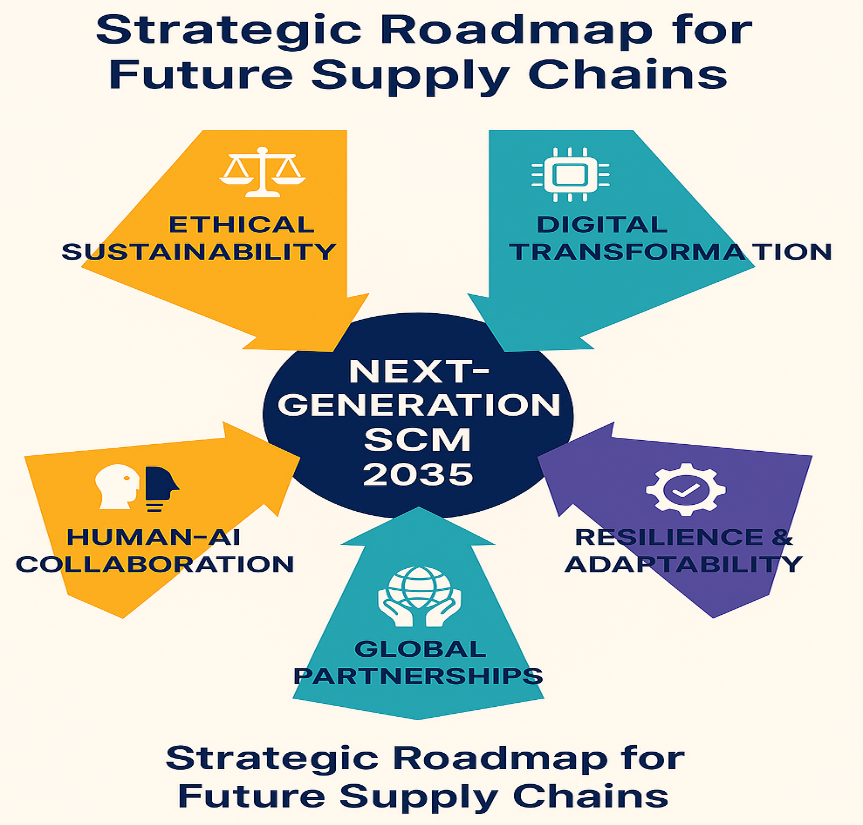 Strategic Roadmap for
Future Supply Chains
ETHICAL
SUSTAINABILITY
DIGITAL
TRANSFORMATION
NEXT-
GENERATION
SCM
2035
HUMAN–AI
COLLABORATION
RESILIENCE &
ADAPTABILITY
GLOBAL
PARTNERSHIPS
Strategic Roadmap for
Future Supply Chains